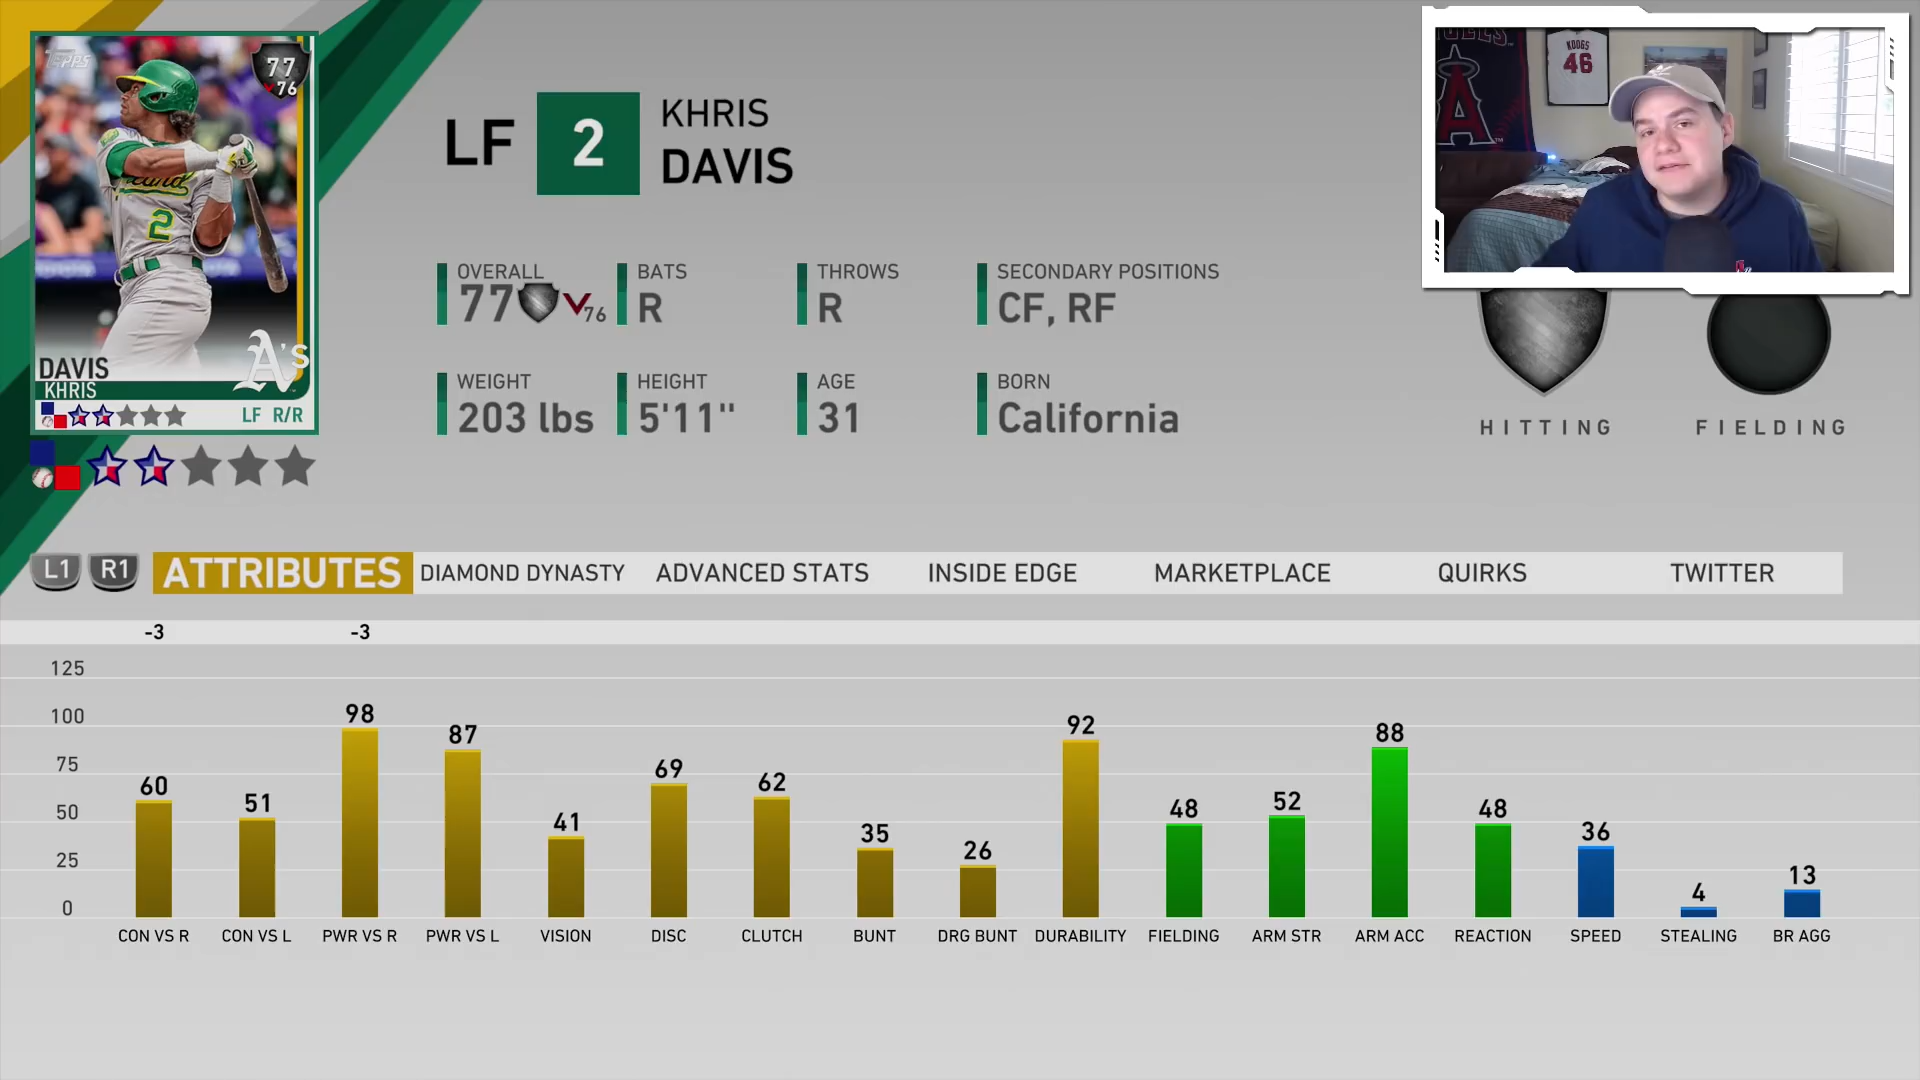 Topps
77
76
2
A's
DAVIS
KHRIS
LF R/R
LF
2
KHRIS
DAVIS
OVERALL
77 76
BATS
R
THROWS
R
SECONDARY POSITIONS
CF, RF
WEIGHT
203 lbs
HEIGHT
5'11"
AGE
31
BORN
California
KOOGS
46
A
HITTING
FIELDING
L1 R1 ATTRIBUTES DIAMOND DYNASTY ADVANCED STATS INSIDE EDGE MARKETPLACE QUIRKS TWITTER
-3 -3
125
100
75
50
25
0
60 51 98 87 41 69 62 35 26 92 48 52 88 48 36 4 13
CON VS R CON VS L PWR VS R PWR VS L VISION DISC CLUTCH BUNT DRG BUNT DURABILITY FIELDING ARM STR ARM ACC REACTION SPEED STEALING BR AGG